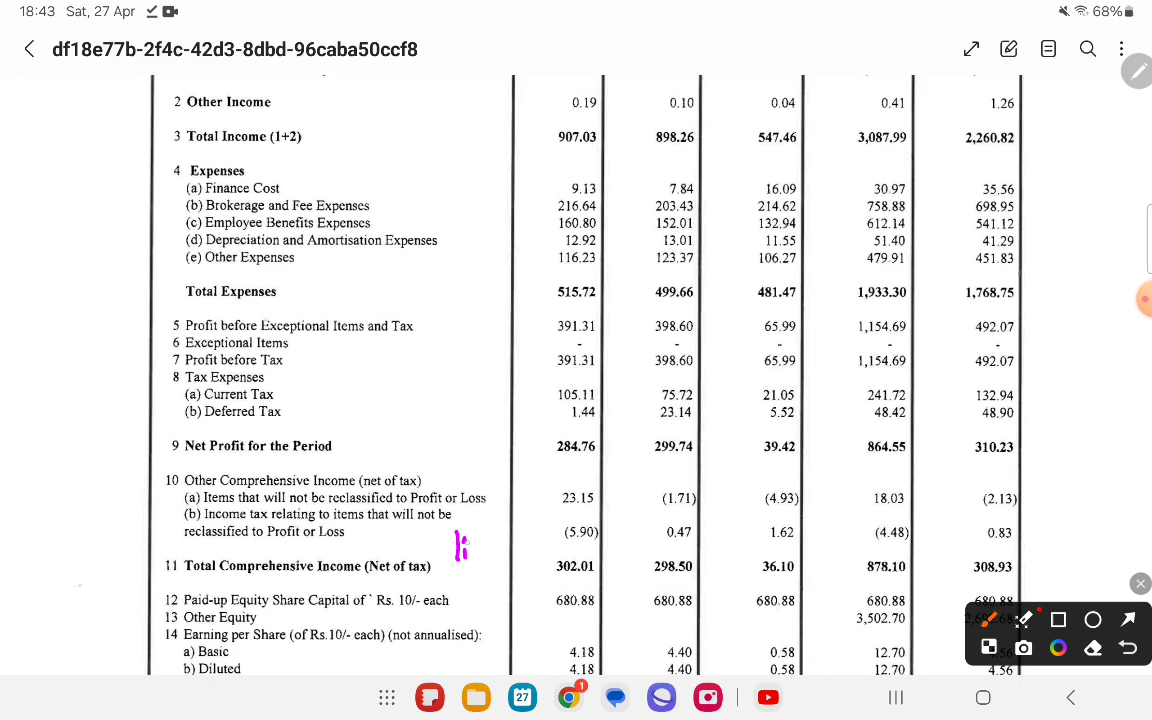 18:43 Sat, 27 Apr 68%
df18e77b-2f4c-42d3-8dbd-96caba50ccf8
2 Other Income 0.19 0.10 0.04 0.41 1.26
3 Total Income (1+2) 907.03 898.26 547.46 3,087.99 2,260.82
4 Expenses
(a) Finance Cost 9.13 7.84 16.09 30.97 35.56
(b) Brokerage and Fee Expenses 216.64 203.43 214.62 758.88 698.95
(c) Employee Benefits Expenses 160.80 152.01 132.94 612.14 541.12
(d) Depreciation and Amortisation Expenses 12.92 13.01 11.55 51.40 41.29
(e) Other Expenses 116.23 123.37 106.27 479.91 451.83
Total Expenses 515.72 499.66 481.47 1,933.30 1,768.75
5 Profit before Exceptional Items and Tax 391.31 398.60 65.99 1,154.69 492.07
6 Exceptional Items - - - - -
7 Profit before Tax 391.31 398.60 65.99 1,154.69 492.07
8 Tax Expenses
(a) Current Tax 105.11 75.72 21.05 241.72 132.94
(b) Deferred Tax 1.44 23.14 5.52 48.42 48.90
9 Net Profit for the Period 284.76 299.74 39.42 864.55 310.23
10 Other Comprehensive Income (net of tax)
(a) Items that will not be reclassified to Profit or Loss 23.15 (1.71) (4.93) 18.03 (2.13)
(b) Income tax relating to items that will not be
reclassified to Profit or Loss (5.90) 0.47 1.62 (4.48) 0.83
11 Total Comprehensive Income (Net of tax) 302.01 298.50 36.10 878.10 308.93
12 Paid-up Equity Share Capital of ` Rs. 10/- each 680.88 680.88 680.88 680.88 680.88
13 Other Equity 3,502.70
14 Earning per Share (of Rs.10/- each) (not annualised):
a) Basic 4.18 4.40 0.58 12.70
b) Diluted 4.18 4.40 0.58 12.70 4.56
27 1